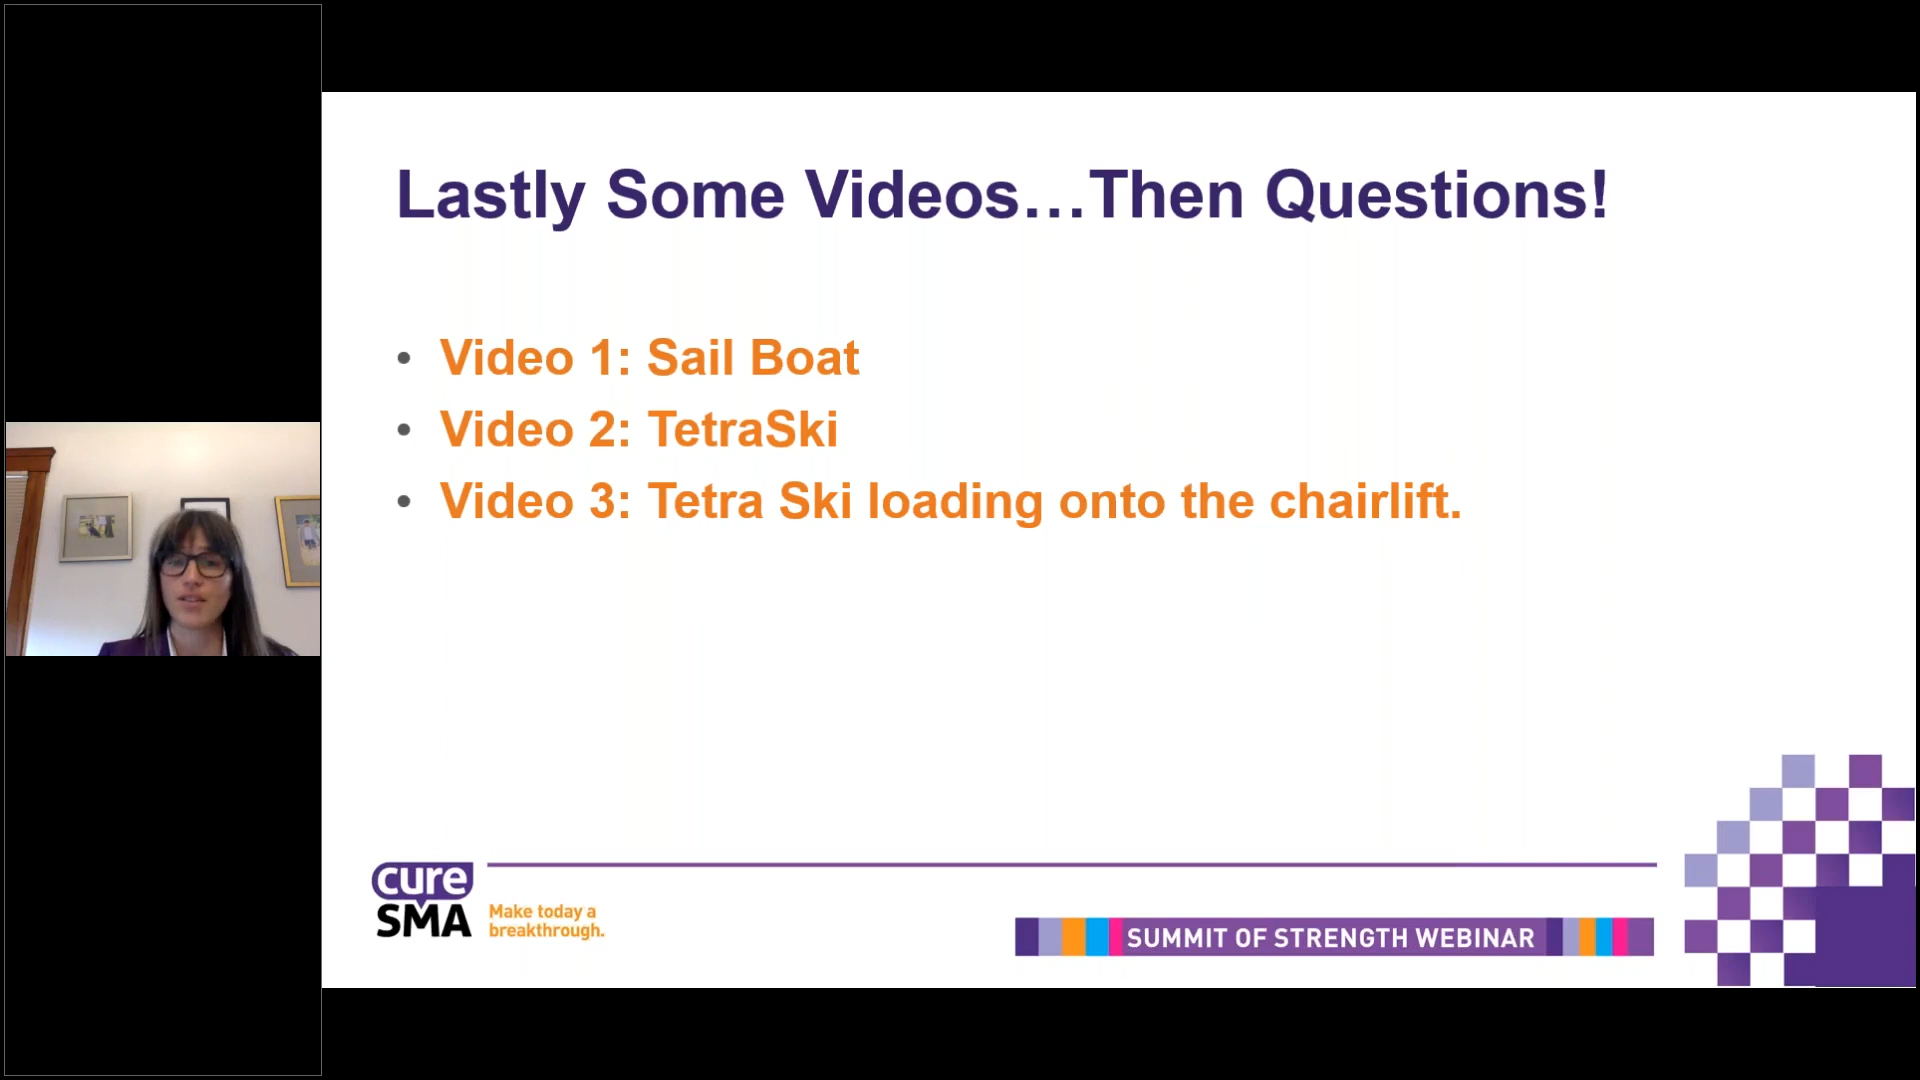 Lastly Some Videos…Then Questions!
• Video 1: Sail Boat
• Video 2: TetraSki
• Video 3: Tetra Ski loading onto the chairlift.
cure
SMA
Make today a
breakthrough.
SUMMIT OF STRENGTH WEBINAR